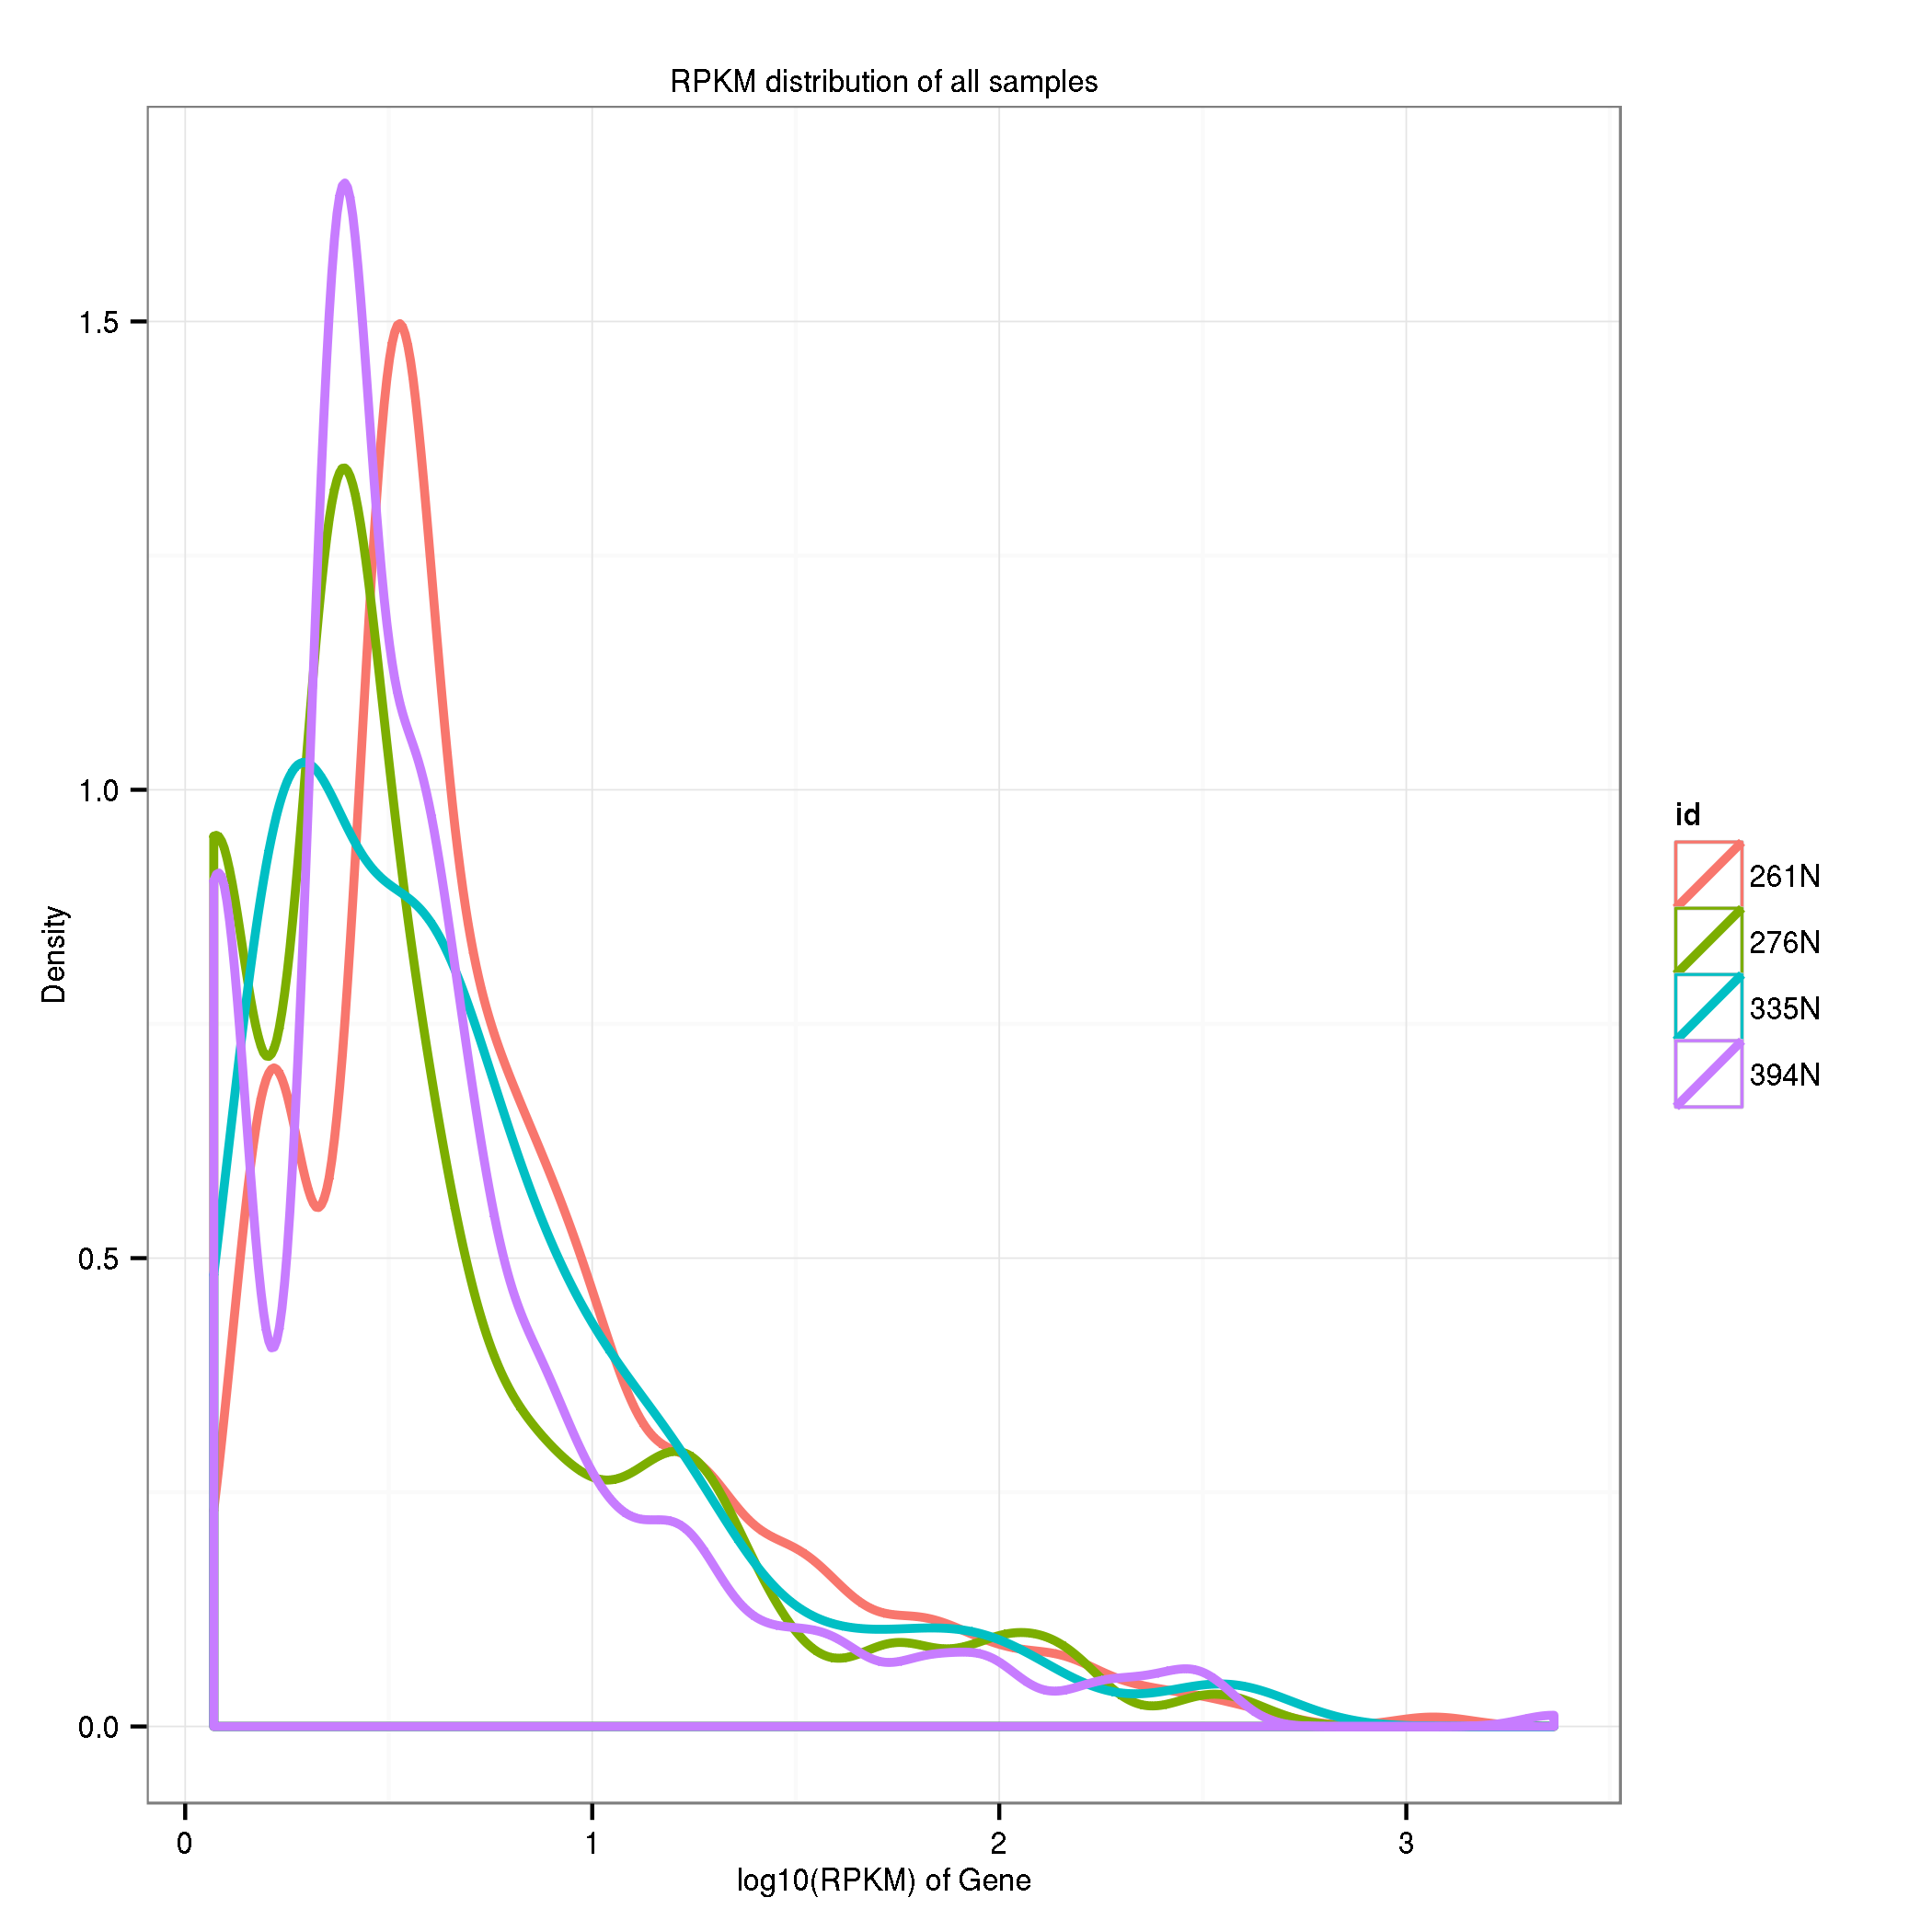 RPKM distribution of all samples
1.5
1.0
0.5
0.0
Density
0 1 2 3
log10(RPKM) of Gene
id
261N
276N
335N
394N